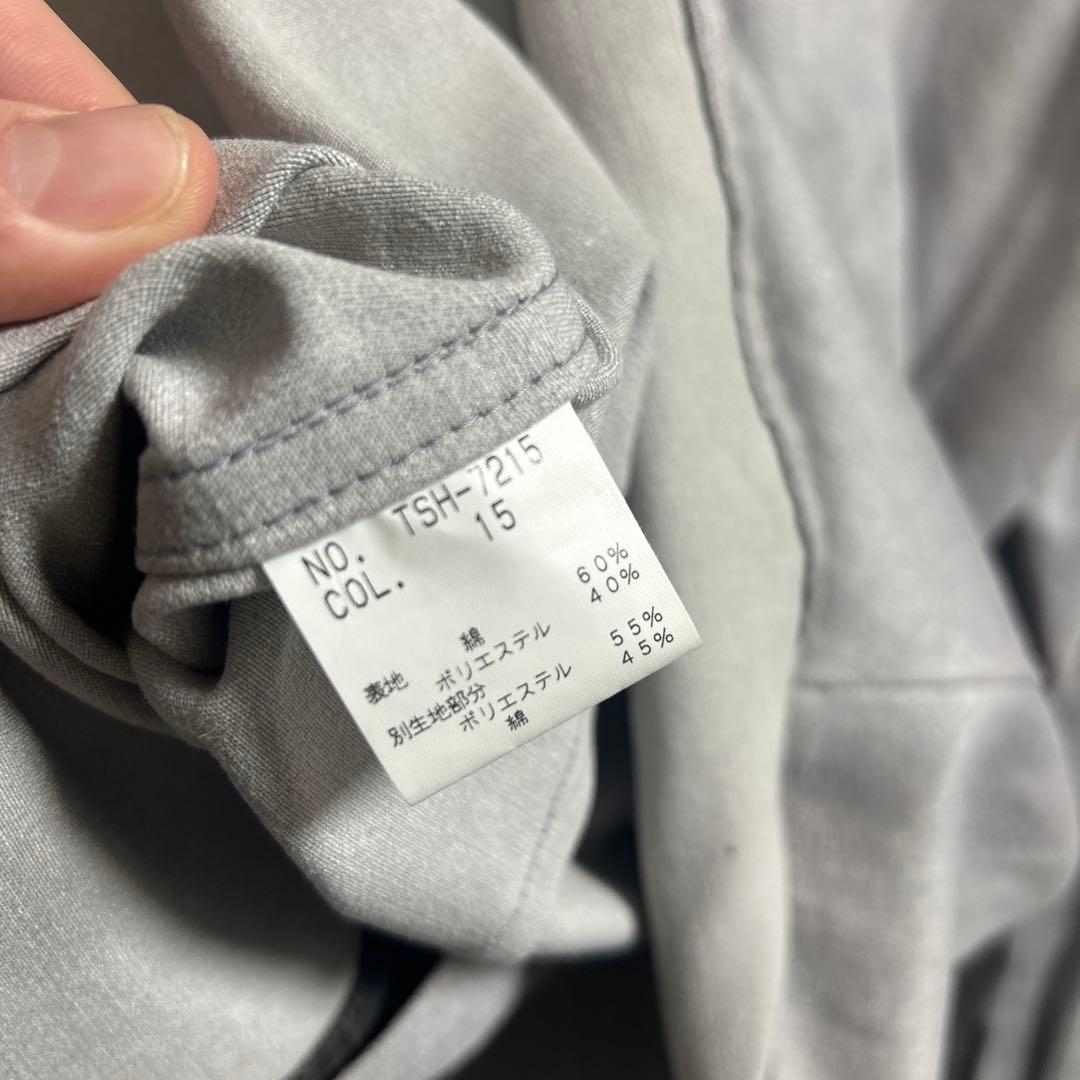 NO. TSH-7215
COL. 15
綿 60%
表地 ポリエステル 40%
別生地部分
ポリエステル 55%
綿 45%